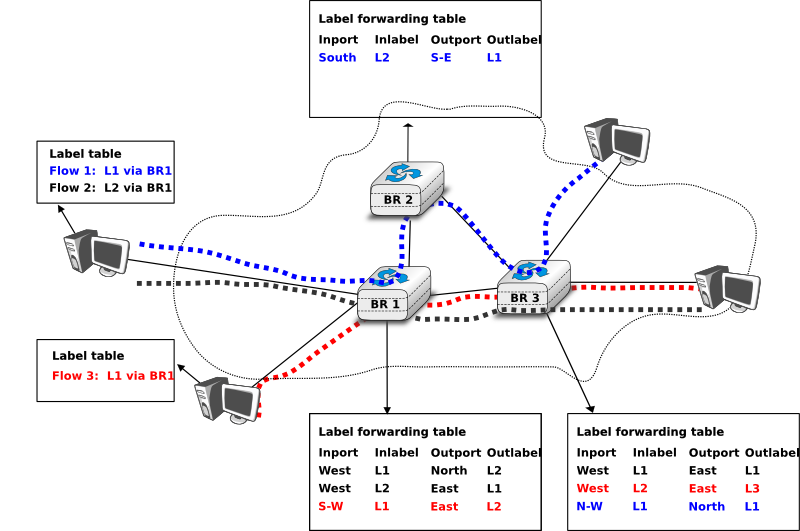 Label forwarding table
Inport Inlabel Outport Outlabel
South L2 S-E L1
Label table
Flow 1: L1 via BR1
Flow 2: L2 via BR1
BR 2
BR 1
BR 3
Label table
Flow 3: L1 via BR1
Label forwarding table
Inport Inlabel Outport Outlabel
West L1 North L2
West L2 East L1
S-W L1 East L2
Label forwarding table
Inport Inlabel Outport Outlabel
West L1 East L1
West L2 East L3
N-W L1 North L1